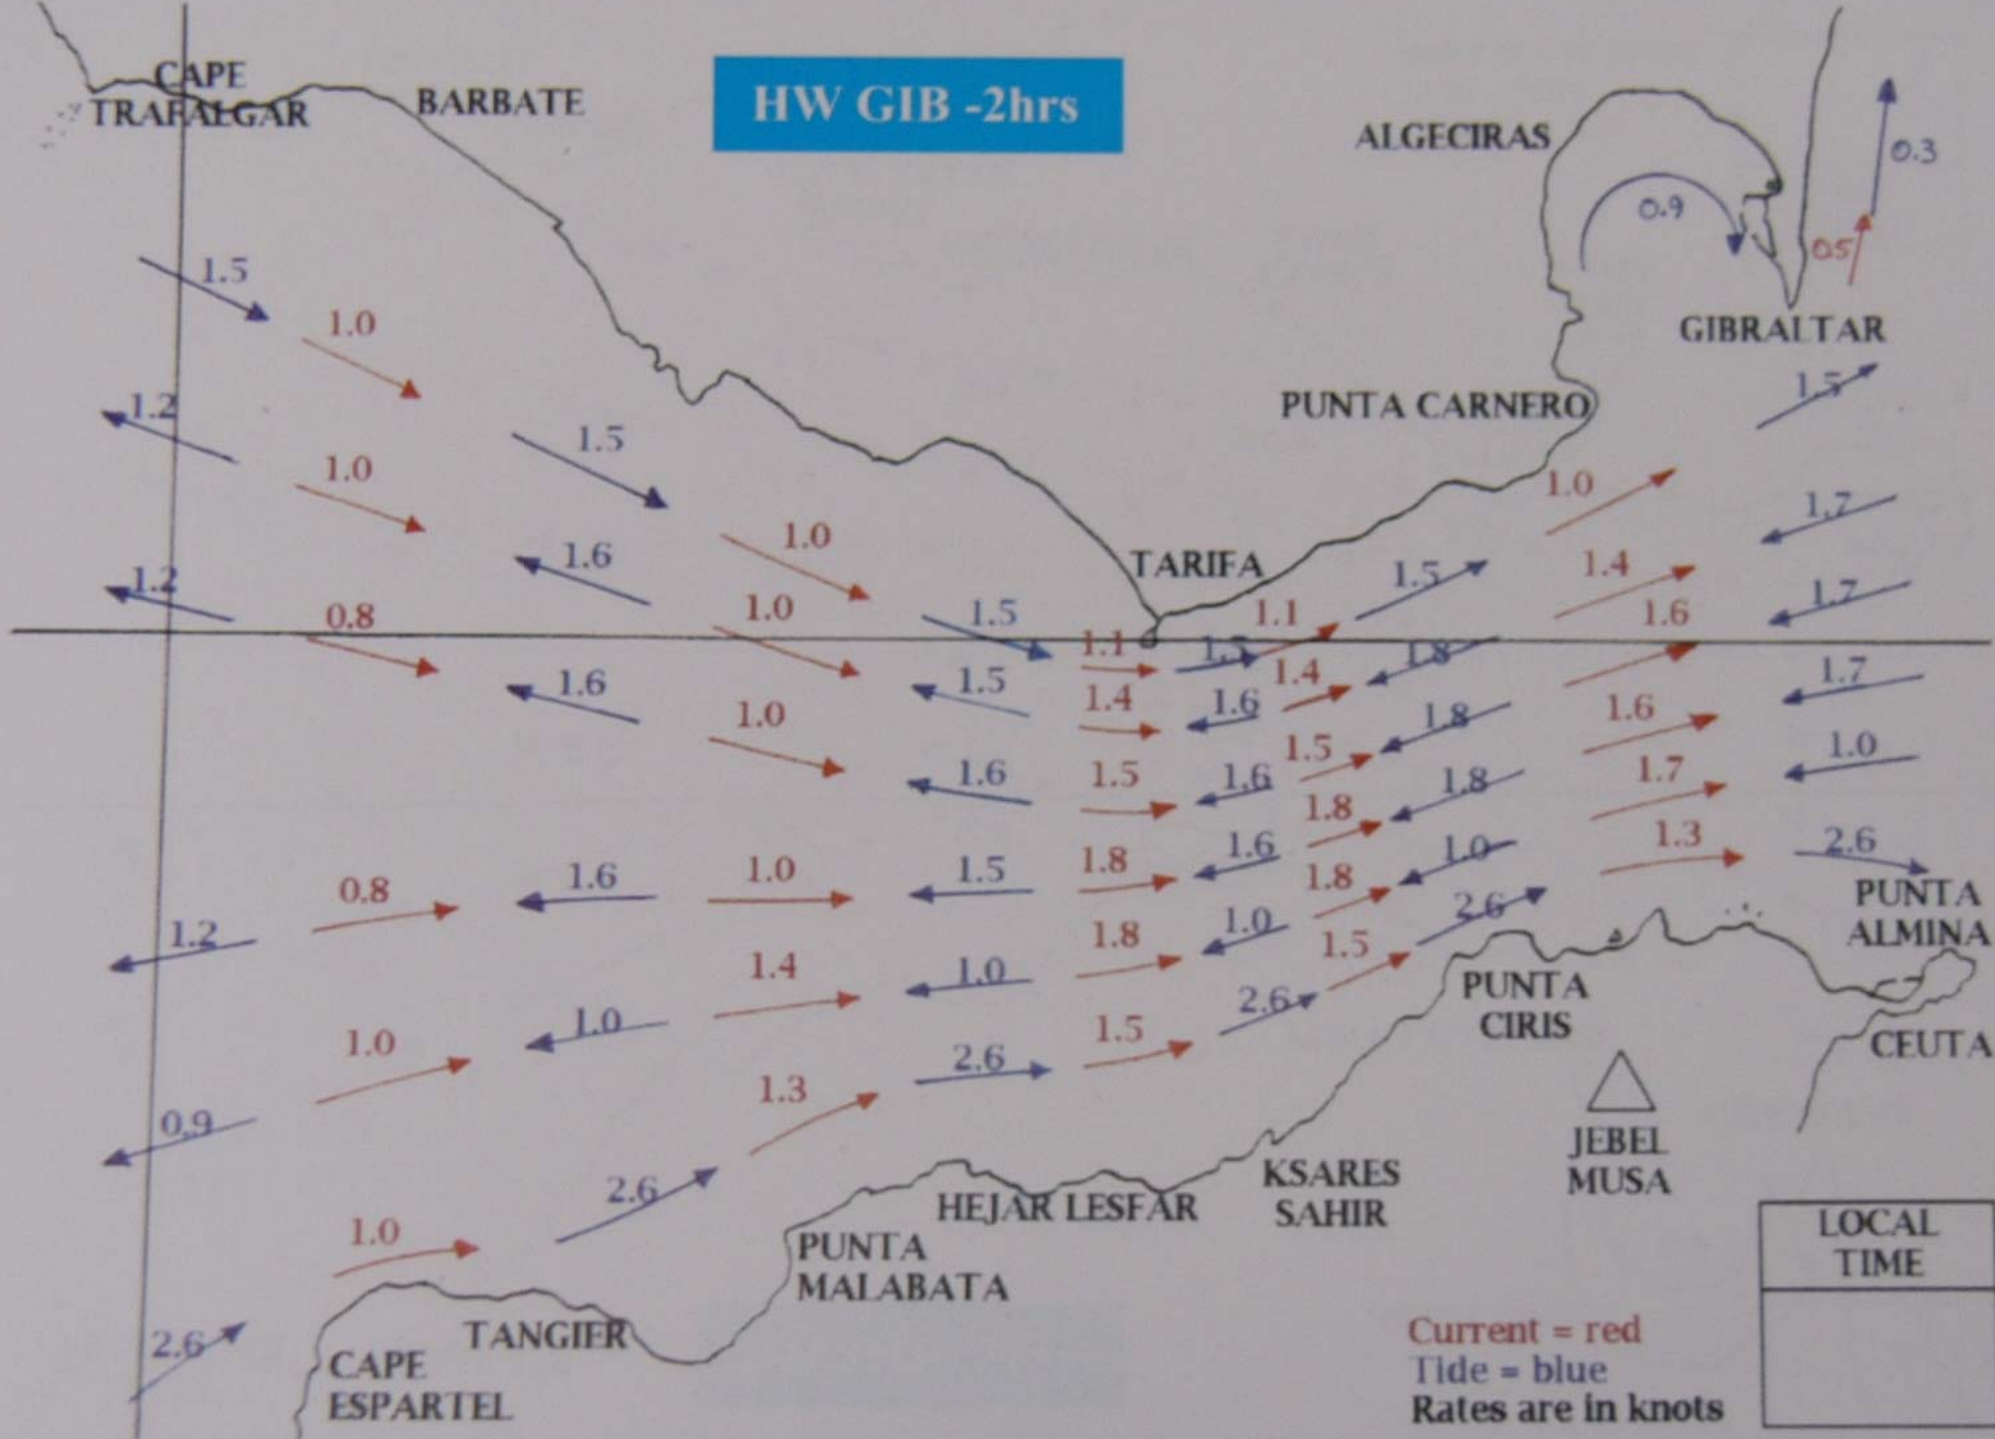 CAPE
TRAFALGAR
BARBATE
HW GIB -2hrs
ALGECIRAS
0.3
0.9
0.5
1.5
GIBRALTAR
1.0
1.5
1.2
PUNTA CARNERO
1.5
1.0
1.0
1.7
1.0
1.6
TARIFA
1.5
1.4
1.2
1.7
0.8
1.0
1.5
1.1
1.6
1.1
1.5
1.8
1.6
1.5
1.4
1.7
1.0
1.4
1.6
1.8
1.6
1.6
1.5
1.5
1.6
1.8
1.7
1.0
1.8
0.8
1.6
1.0
1.5
1.8
1.6
1.8
1.0
1.3
2.6
1.2
1.8
1.0
1.5
2.6
PUNTA
ALMINA
1.4
1.0
2.6
PUNTA
CIRIS
1.0
1.0
1.3
2.6
1.5
CEUTA
0.9
JEBEL
MUSA
2.6
HEJAR LESFAR
KSARES
SAHIR
1.0
PUNTA
MALABATA
LOCAL
TIME
2.6
TANGIER
CAPE
ESPARTEL
Current = red
Tide = blue
Rates are in knots